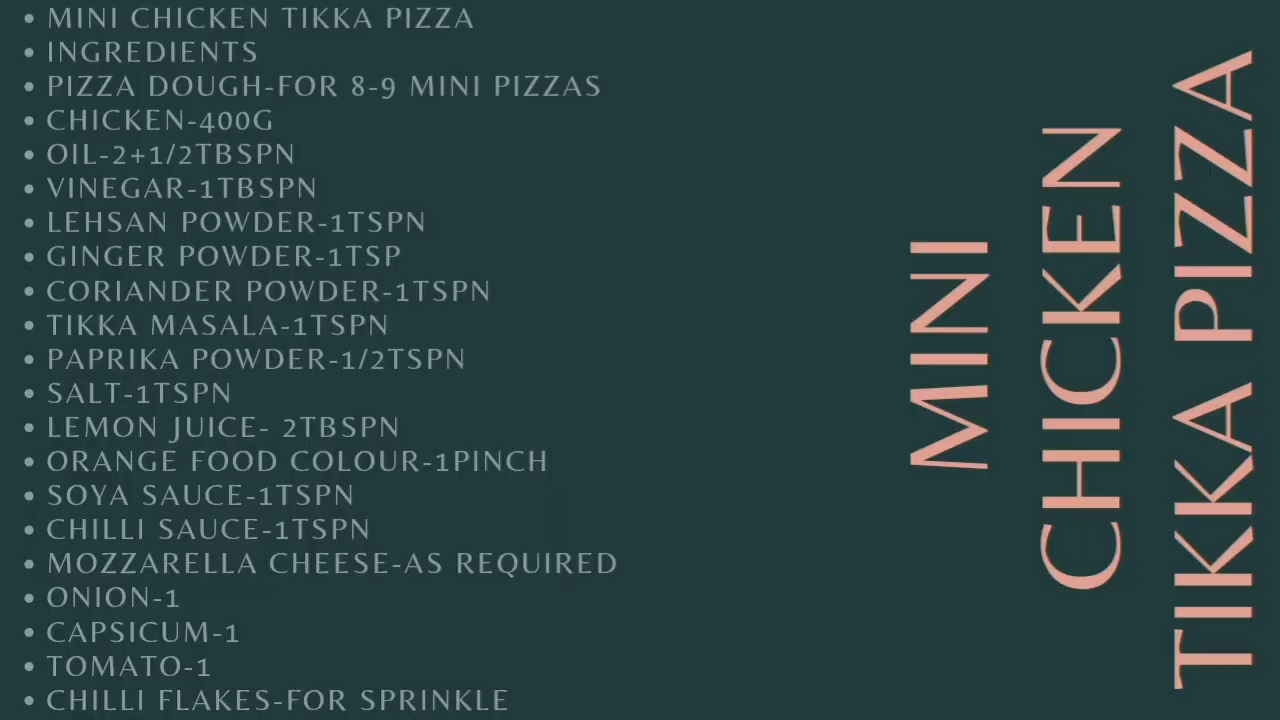 • MINI CHICKEN TIKKA PIZZA
• INGREDIENTS
• PIZZA DOUGH-FOR 8-9 MINI PIZZAS
• CHICKEN-400G
• OIL-2+1/2TBSPN
• VINEGAR-1TBSPN
• LEHSAN POWDER-1TSPN
• GINGER POWDER-1TSP
• CORIANDER POWDER-1TSPN
• TIKKA MASALA-1TSPN
• PAPRIKA POWDER-1/2TSPN
• SALT-1TSPN
• LEMON JUICE- 2TBSPN
• ORANGE FOOD COLOUR-1PINCH
• SOYA SAUCE-1TSPN
• CHILLI SAUCE-1TSPN
• MOZZARELLA CHEESE-AS REQUIRED
• ONION-1
• CAPSICUM-1
• TOMATO-1
• CHILLI FLAKES-FOR SPRINKLE
MINI
CHICKEN
TIKKA PIZZA